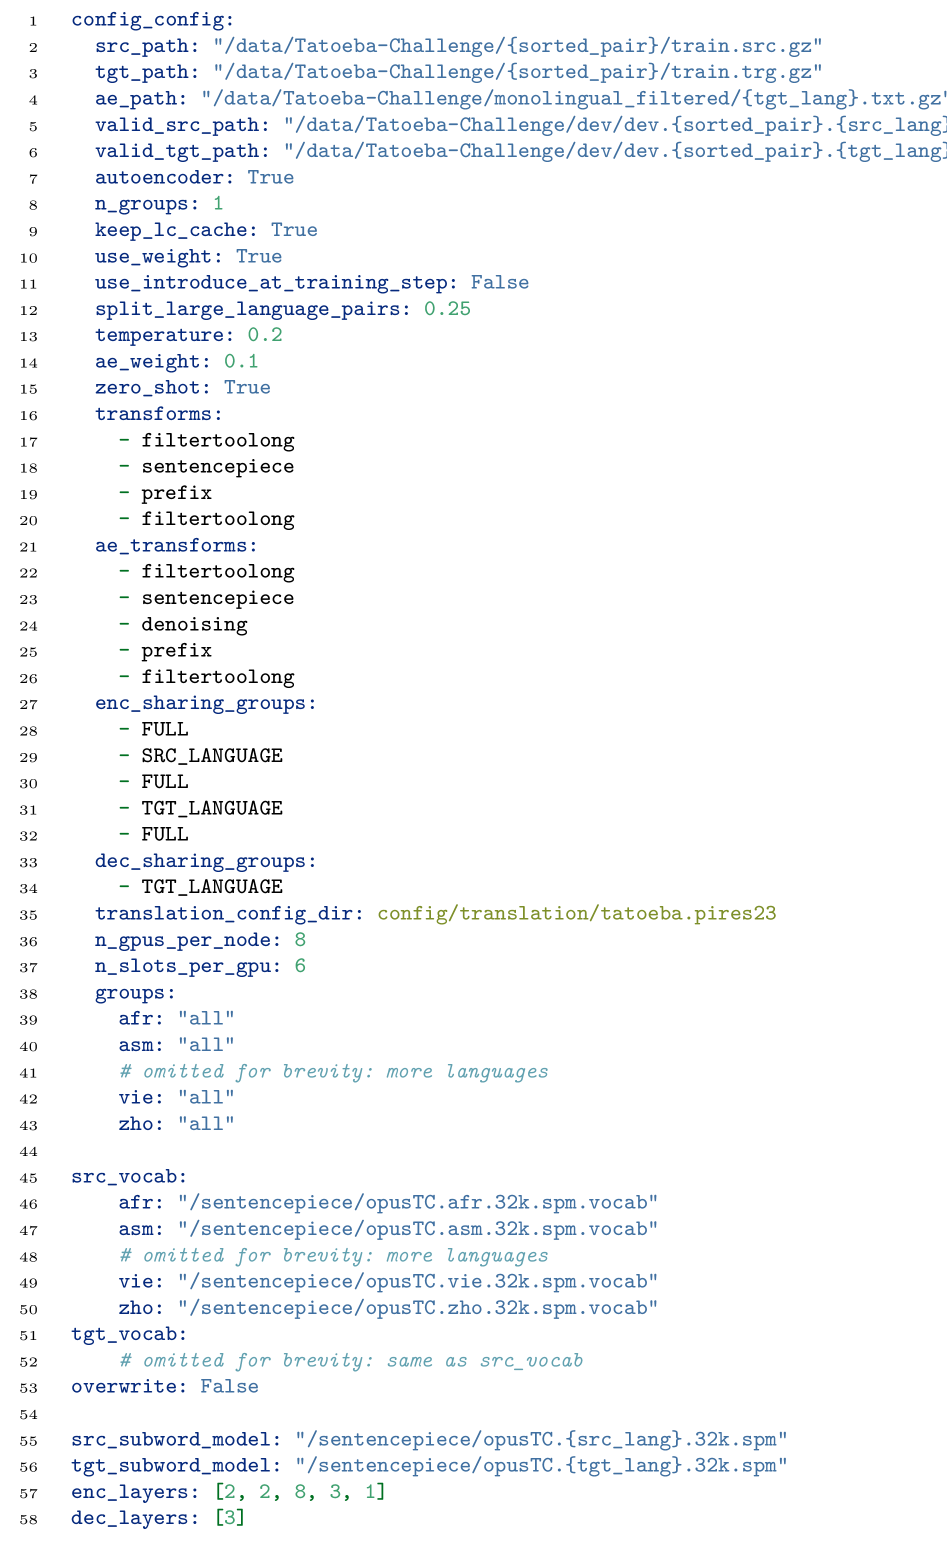 1 config_config:
2 src_path: "/data/Tatoeba-Challenge/{sorted_pair}/train.src.gz"
3 tgt_path: "/data/Tatoeba-Challenge/{sorted_pair}/train.trg.gz"
4 ae_path: "/data/Tatoeba-Challenge/monolingual_filtered/{tgt_lang}.txt.gz"
5 valid_src_path: "/data/Tatoeba-Challenge/dev/dev.{sorted_pair}.{src_lang}
6 valid_tgt_path: "/data/Tatoeba-Challenge/dev/dev.{sorted_pair}.{tgt_lang}
7 autoencoder: True
8 n_groups: 1
9 keep_lc_cache: True
10 use_weight: True
11 use_introduce_at_training_step: False
12 split_large_language_pairs: 0.25
13 temperature: 0.2
14 ae_weight: 0.1
15 zero_shot: True
16 transforms:
17 - filtertoolong
18 - sentencepiece
19 - prefix
20 - filtertoolong
21 ae_transforms:
22 - filtertoolong
23 - sentencepiece
24 - denoising
25 - prefix
26 - filtertoolong
27 enc_sharing_groups:
28 - FULL
29 - SRC_LANGUAGE
30 - FULL
31 - TGT_LANGUAGE
32 - FULL
33 dec_sharing_groups:
34 - TGT_LANGUAGE
35 translation_config_dir: config/translation/tatoeba.pires23
36 n_gpus_per_node: 8
37 n_slots_per_gpu: 6
38 groups:
39 afr: "all"
40 asm: "all"
41 # omitted for brevity: more languages
42 vie: "all"
43 zho: "all"
44
45 src_vocab:
46 afr: "/sentencepiece/opusTC.afr.32k.spm.vocab"
47 asm: "/sentencepiece/opusTC.asm.32k.spm.vocab"
48 # omitted for brevity: more languages
49 vie: "/sentencepiece/opusTC.vie.32k.spm.vocab"
50 zho: "/sentencepiece/opusTC.zho.32k.spm.vocab"
51 tgt_vocab:
52 # omitted for brevity: same as src_vocab
53 overwrite: False
54
55 src_subword_model: "/sentencepiece/opusTC.{src_lang}.32k.spm"
56 tgt_subword_model: "/sentencepiece/opusTC.{tgt_lang}.32k.spm"
57 enc_layers: [2, 2, 8, 3, 1]
58 dec_layers: [3]